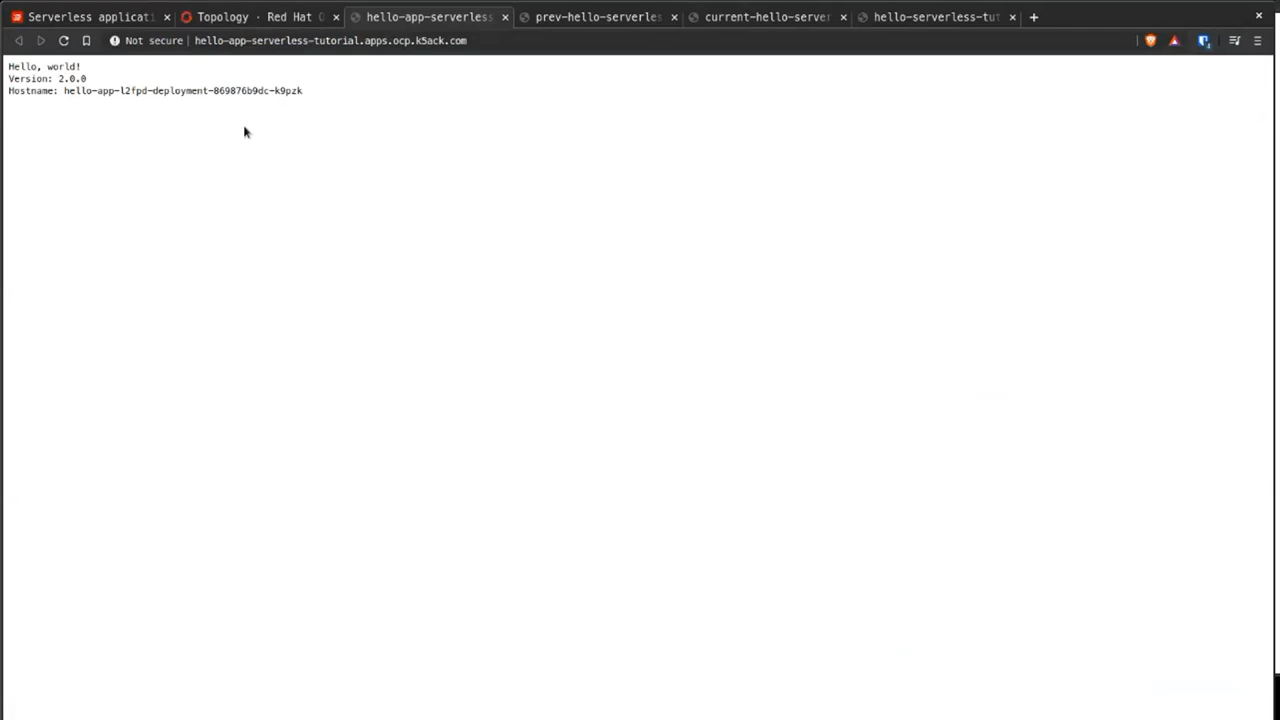 Serverless applicati
Topology · Red Hat O
hello-app-serverless
prev-hello-serverles
current-hello-server
hello-serverless-tut
Not secure | hello-app-serverless-tutorial.apps.ocp.k5ack.com
Hello, world!
Version: 2.0.0
Hostname: hello-app-l2fpd-deployment-869876b9dc-k9pzk